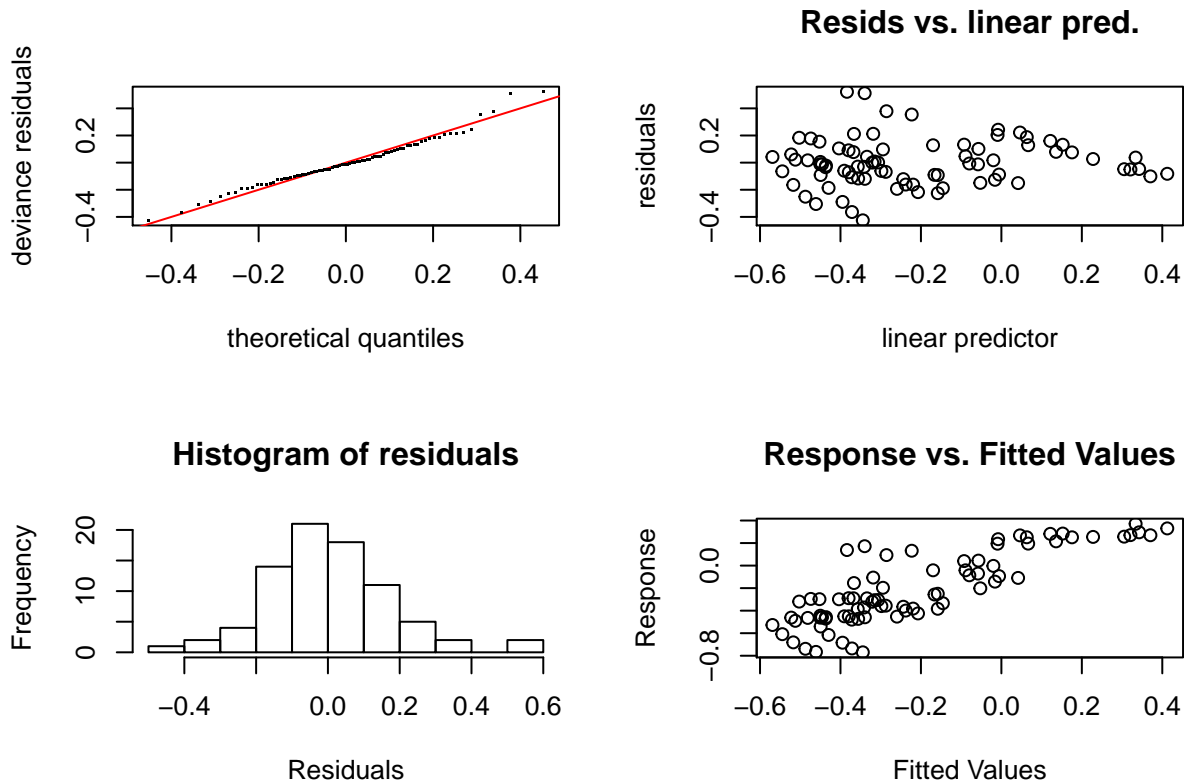 deviance residuals
−0.4
0.2
−0.4
−0.2
0.0
0.2
0.4
theoretical quantiles
Resids vs. linear pred.
residuals
−0.4
0.2
−0.6
−0.4
−0.2
0.0
0.2
0.4
linear predictor
Histogram of residuals
Frequency
0
10
20
−0.4
0.0
0.2
0.4
0.6
Residuals
Response vs. Fitted Values
Response
−0.8
0.0
−0.6
−0.4
−0.2
0.0
0.2
0.4
Fitted Values